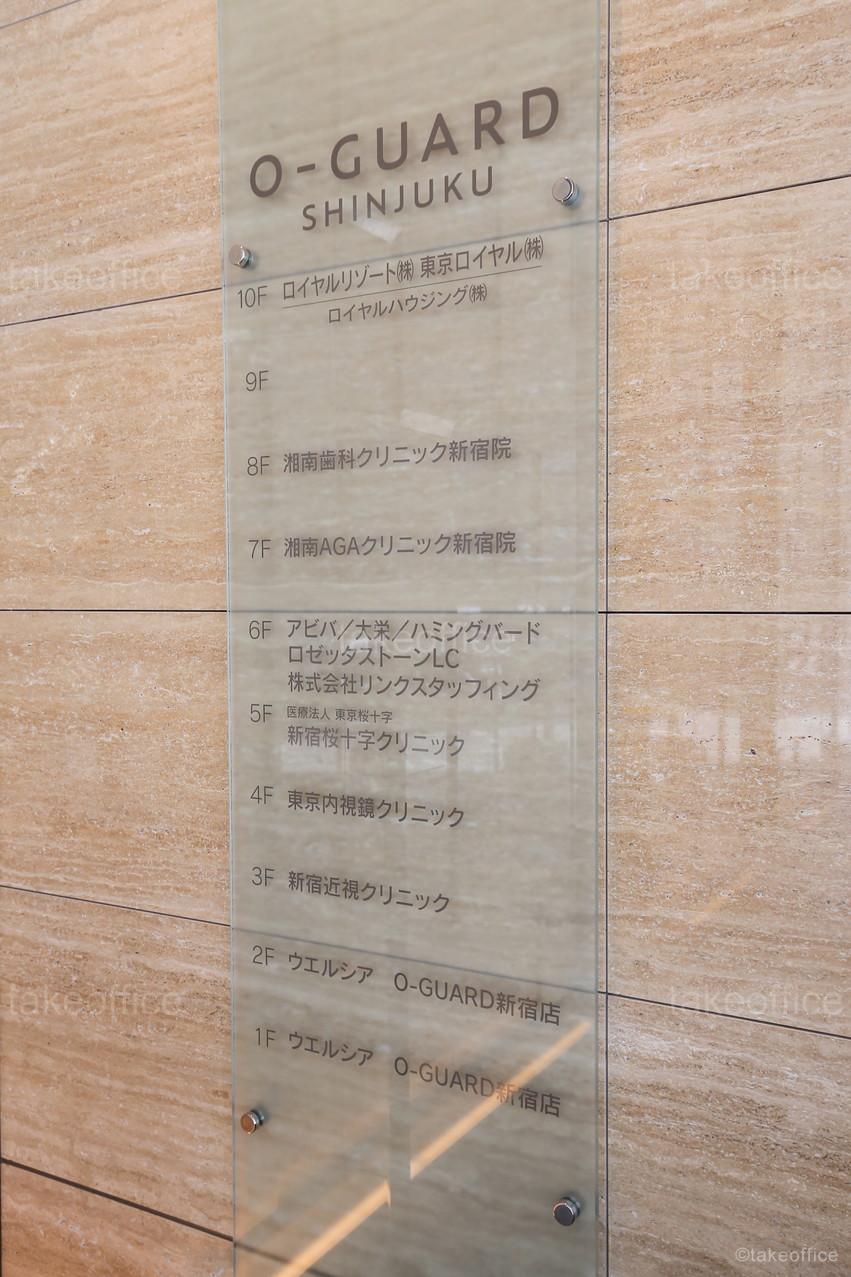 O-GUARD
SHINJUKU
10F ロイヤルリゾート㈱ 東京ロイヤル㈱
ロイヤルハウジング㈱
9F
8F 湘南歯科クリニック新宿院
7F 湘南AGAクリニック新宿院
6F アビバ／大栄／ハミングバード
ロゼッタストーンLC
株式会社リンクスタッフィング
5F 医療法人 東京桜十字
新宿桜十字クリニック
4F 東京内視鏡クリニック
3F 新宿近視クリニック
2F ウエルシア O-GUARD新宿店
1F ウエルシア O-GUARD新宿店
takeoffice
takeoffice
takeoffice
takeoffice
©takeoffice